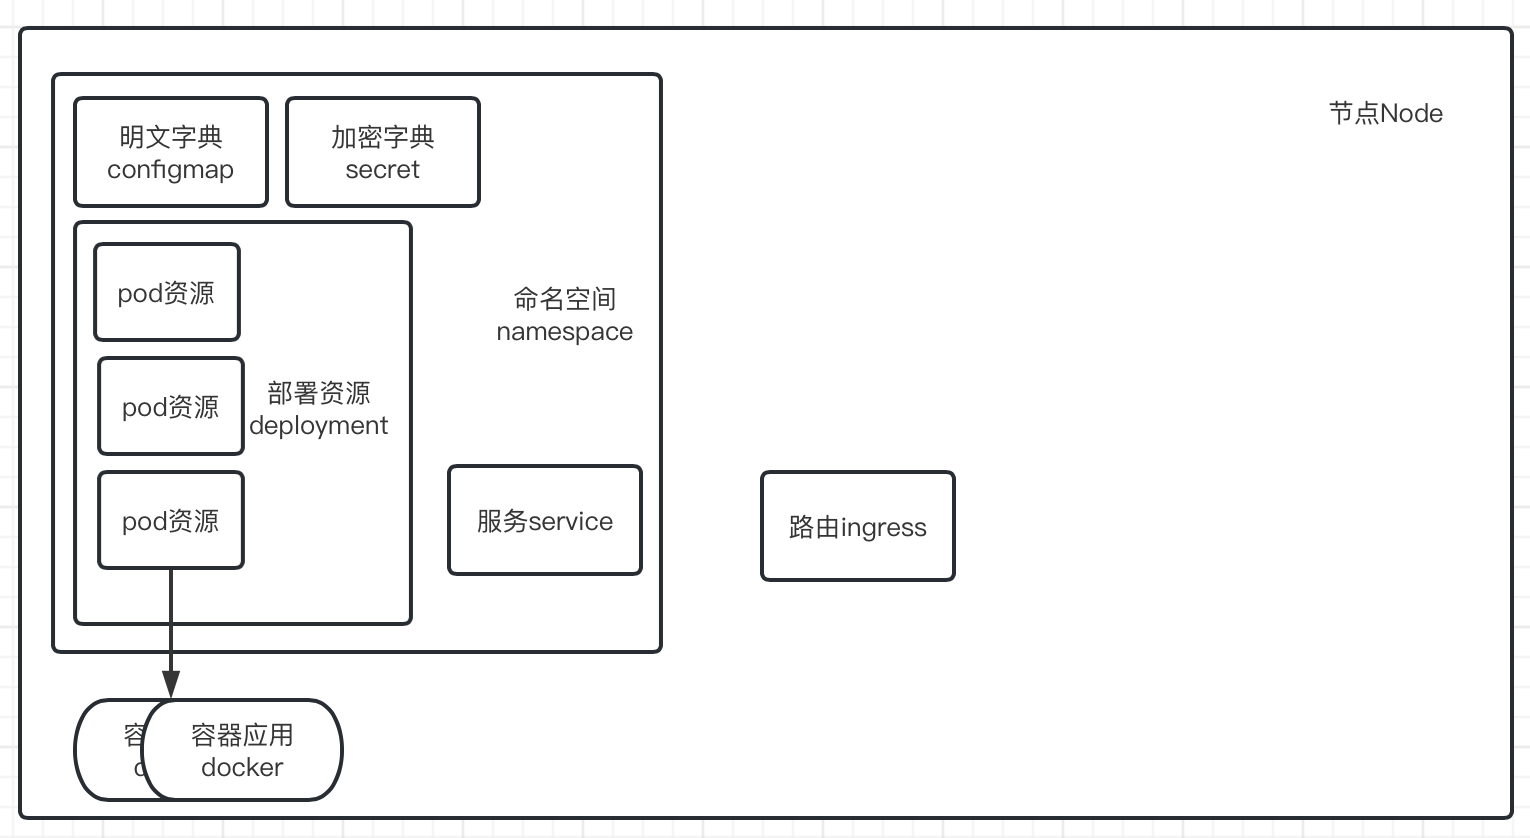 节点Node
明文字典
configmap
加密字典
secret
pod资源
命名空间
namespace
部署资源
deployment
pod资源
pod资源
服务service
路由ingress
容
容器应用
docker